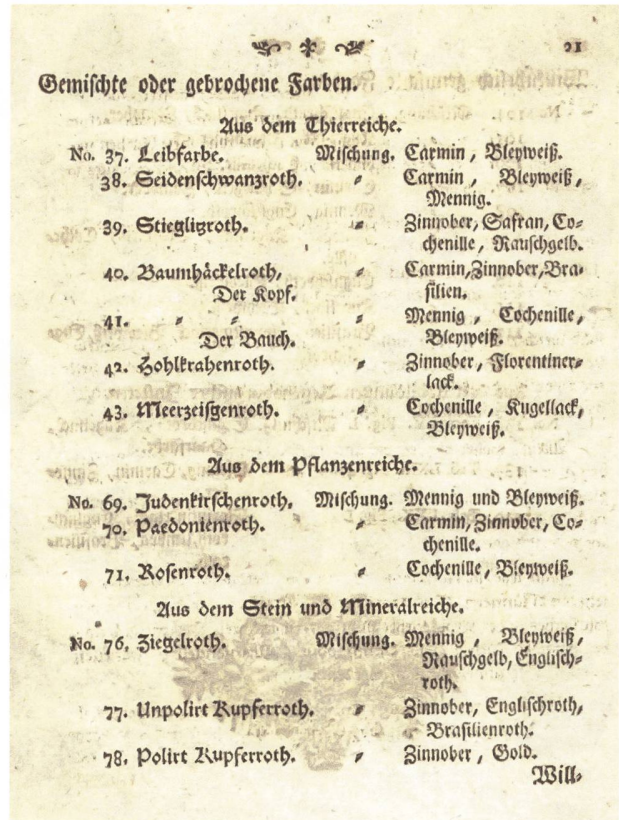 21
Gemischte oder gebrochene Farben.
Aus dem Thierreiche.
No. 37. Leibfarbe. Mischung. Carmin, Bleyweiß.
38. Seidenschwanzroth. „ Carmin, Bleyweiß,
Mennig.
39. Stieglitzroth. „ Zinnober, Safran, Co-
chenille, Rauschgelb.
40. Baumhäckelroth, „ Carmin, Zinnober, Bra-
Der Kopf. silien.
41. „ „ „ Mennig, Cochenille,
Der Bauch. Bleyweiß.
42. Hohlkrahenroth. „ Zinnober, Florentiner-
lack.
43. Meerzeisgenroth. „ Cochenille, Kugellack,
Bleyweiß.
Aus dem Pflanzenreiche.
No. 69. Judenkirschenroth. Mischung. Mennig und Bleyweiß.
70. Paedonienroth. „ Carmin, Zinnober, Co-
chenille.
71. Rosenroth. „ Cochenille, Bleyweiß.
Aus dem Stein und Mineralreiche.
No. 76. Ziegelroth. Mischung. Mennig, Bleyweiß,
Rauschgelb, Englisch-
roth.
77. Unpolirt Kupferroth. „ Zinnober, Englischroth,
Brasilienroth.
78. Polirt Kupferroth. „ Zinnober, Gold.
Will-